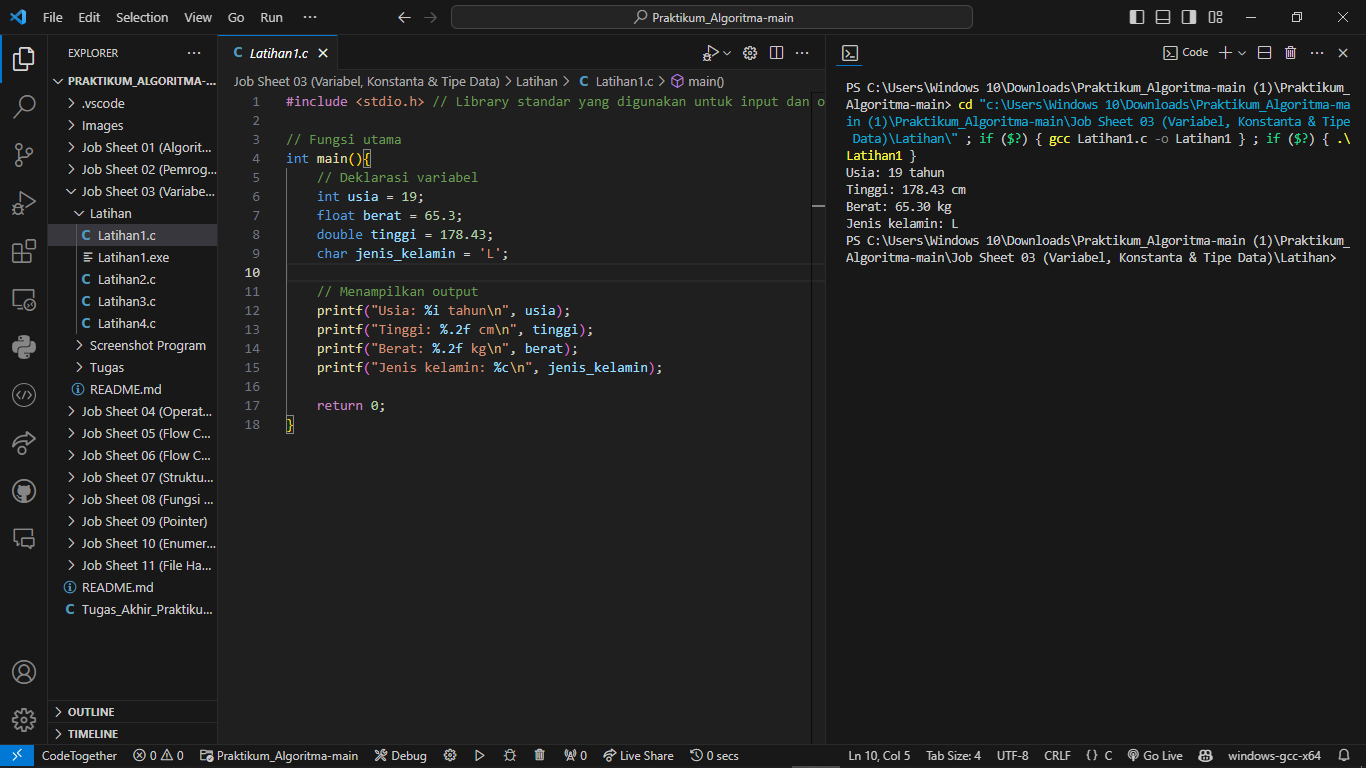 File Edit Selection View Go Run ··· Praktikum_Algoritma-main
EXPLORER ···
PRAKTIKUM_ALGORITMA-...
.vscode
Images
Job Sheet 01 (Algorit...
Job Sheet 02 (Pemrog...
Job Sheet 03 (Variabe...
Latihan
C Latihan1.c
Latihan1.exe
C Latihan2.c
C Latihan3.c
C Latihan4.c
Screenshot Program
Tugas
README.md
Job Sheet 04 (Operat...
Job Sheet 05 (Flow C...
Job Sheet 06 (Flow C...
Job Sheet 07 (Struktu...
Job Sheet 08 (Fungsi ...
Job Sheet 09 (Pointer)
Job Sheet 10 (Enumer...
Job Sheet 11 (File Ha...
README.md
C Tugas_Akhir_Praktiku...
OUTLINE
TIMELINE
C Latihan1.c
Job Sheet 03 (Variabel, Konstanta & Tipe Data) > Latihan > C Latihan1.c > main()
1 #include <stdio.h> // Library standar yang digunakan untuk input dan o
2
3 // Fungsi utama
4 int main(){
5 // Deklarasi variabel
6 int usia = 19;
7 float berat = 65.3;
8 double tinggi = 178.43;
9 char jenis_kelamin = 'L';
10
11 // Menampilkan output
12 printf("Usia: %i tahun\n", usia);
13 printf("Tinggi: %.2f cm\n", tinggi);
14 printf("Berat: %.2f kg\n", berat);
15 printf("Jenis kelamin: %c\n", jenis_kelamin);
16
17 return 0;
18 }
Code
PS C:\Users\Windows 10\Downloads\Praktikum_Algoritma-main (1)\Praktikum_
Algoritma-main> cd "c:\Users\Windows 10\Downloads\Praktikum_Algoritma-ma
in (1)\Praktikum_Algoritma-main\Job Sheet 03 (Variabel, Konstanta & Tipe
Data)\Latihan\" ; if ($?) { gcc Latihan1.c -o Latihan1 } ; if ($?) { .\
Latihan1 }
Usia: 19 tahun
Tinggi: 178.43 cm
Berat: 65.30 kg
Jenis kelamin: L
PS C:\Users\Windows 10\Downloads\Praktikum_Algoritma-main (1)\Praktikum_
Algoritma-main\Job Sheet 03 (Variabel, Konstanta & Tipe Data)\Latihan>
CodeTogether 0 0 Praktikum_Algoritma-main Debug 0 Live Share 0 secs Ln 10, Col 5 Tab Size: 4 UTF-8 CRLF { } C Go Live windows-gcc-x64